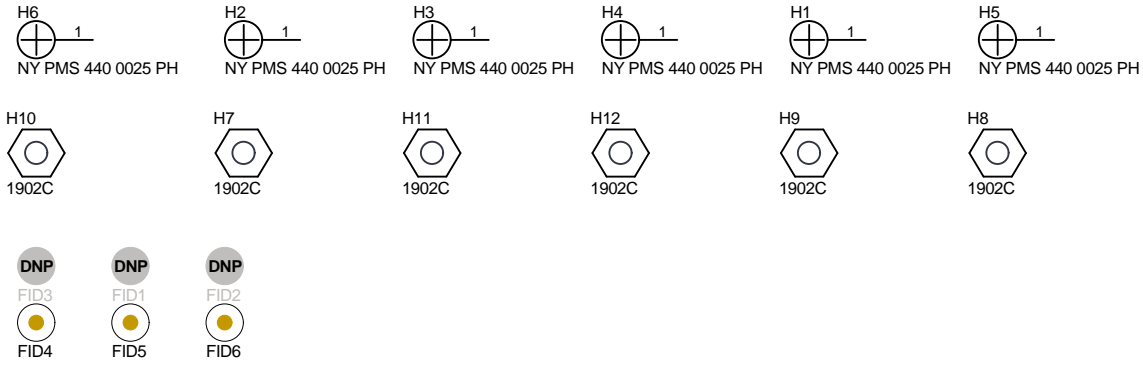 H6 H2 H3 H4 H1 H5
1 1 1 1 1 1
NY PMS 440 0025 PH NY PMS 440 0025 PH NY PMS 440 0025 PH NY PMS 440 0025 PH NY PMS 440 0025 PH NY PMS 440 0025 PH
H10 H7 H11 H12 H9 H8
1902C 1902C 1902C 1902C 1902C 1902C
DNP DNP DNP
FID3 FID1 FID2
FID4 FID5 FID6